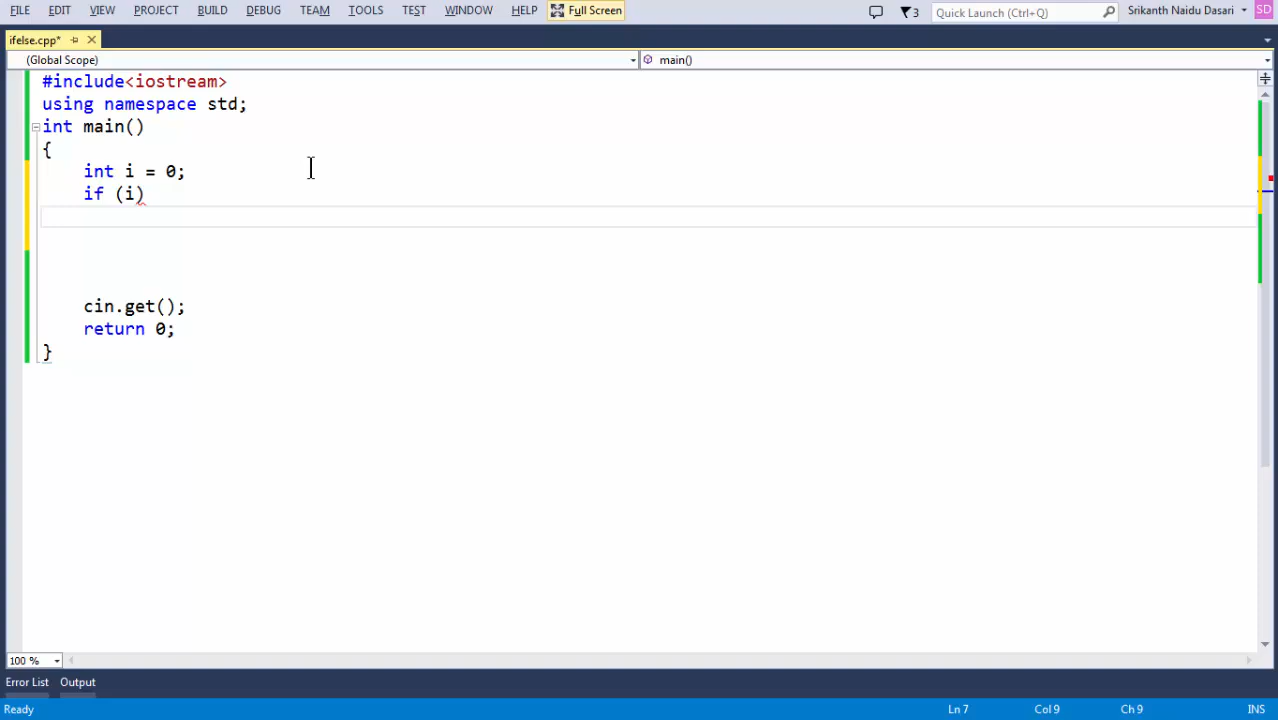 FILE EDIT VIEW PROJECT BUILD DEBUG TEAM TOOLS TEST WINDOW HELP Full Screen 3 Quick Launch (Ctrl+Q) Srikanth Naidu Dasari SD
ifelse.cpp*
(Global Scope) main()
#include<iostream>
using namespace std;
int main()
{
int i = 0;
if (i)
cin.get();
return 0;
}
100 %
Error List Output
Ready Ln 7 Col 9 Ch 9 INS